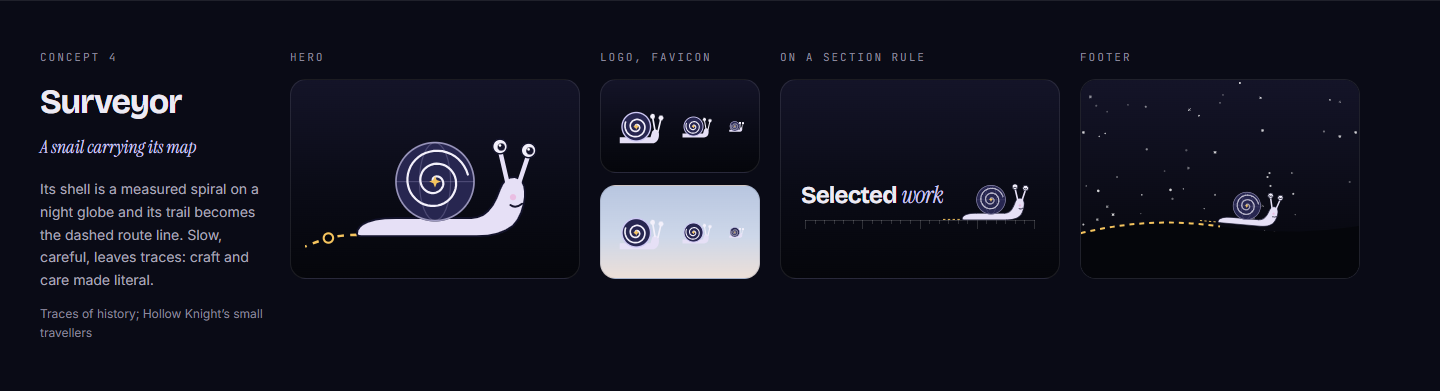 CONCEPT 4
Surveyor
A snail carrying its map
Its shell is a measured spiral on a
night globe and its trail becomes
the dashed route line. Slow,
careful, leaves traces: craft and
care made literal.
Traces of history; Hollow Knight’s small
travellers
HERO
LOGO, FAVICON
ON A SECTION RULE
Selected work
FOOTER